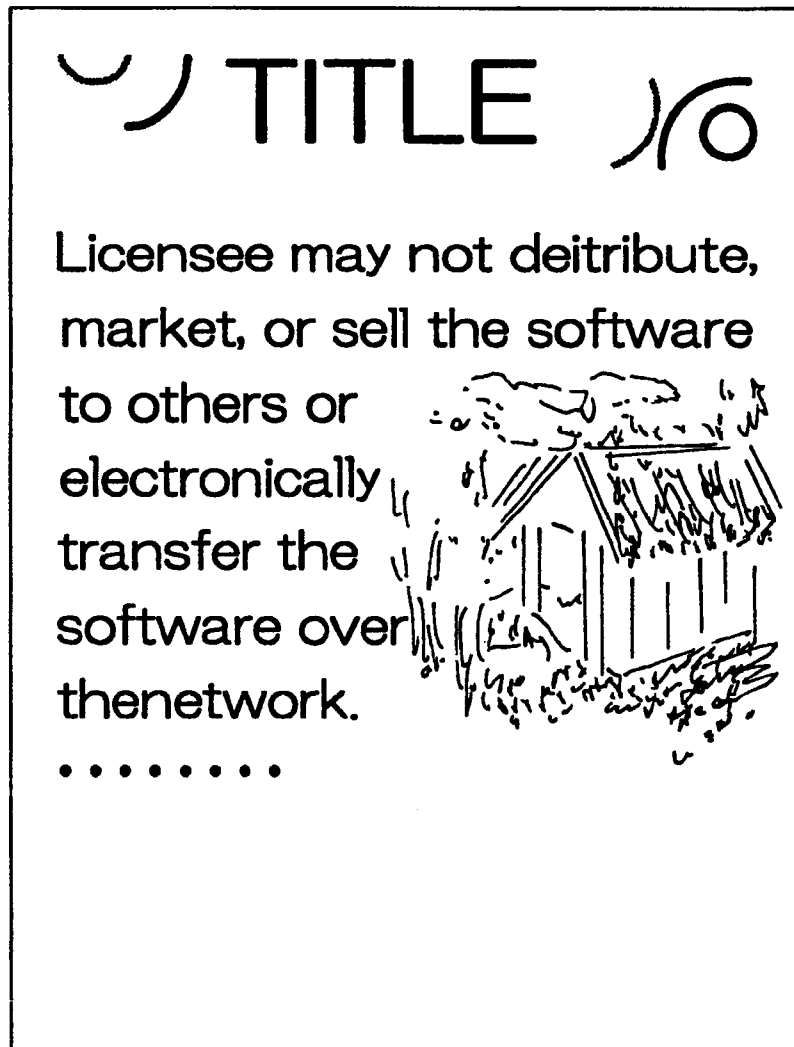 TITLE
Licensee may not deitribute,
market, or sell the software
to others or
electronically
transfer the
software over
thenetwork.
• • • • • • • •